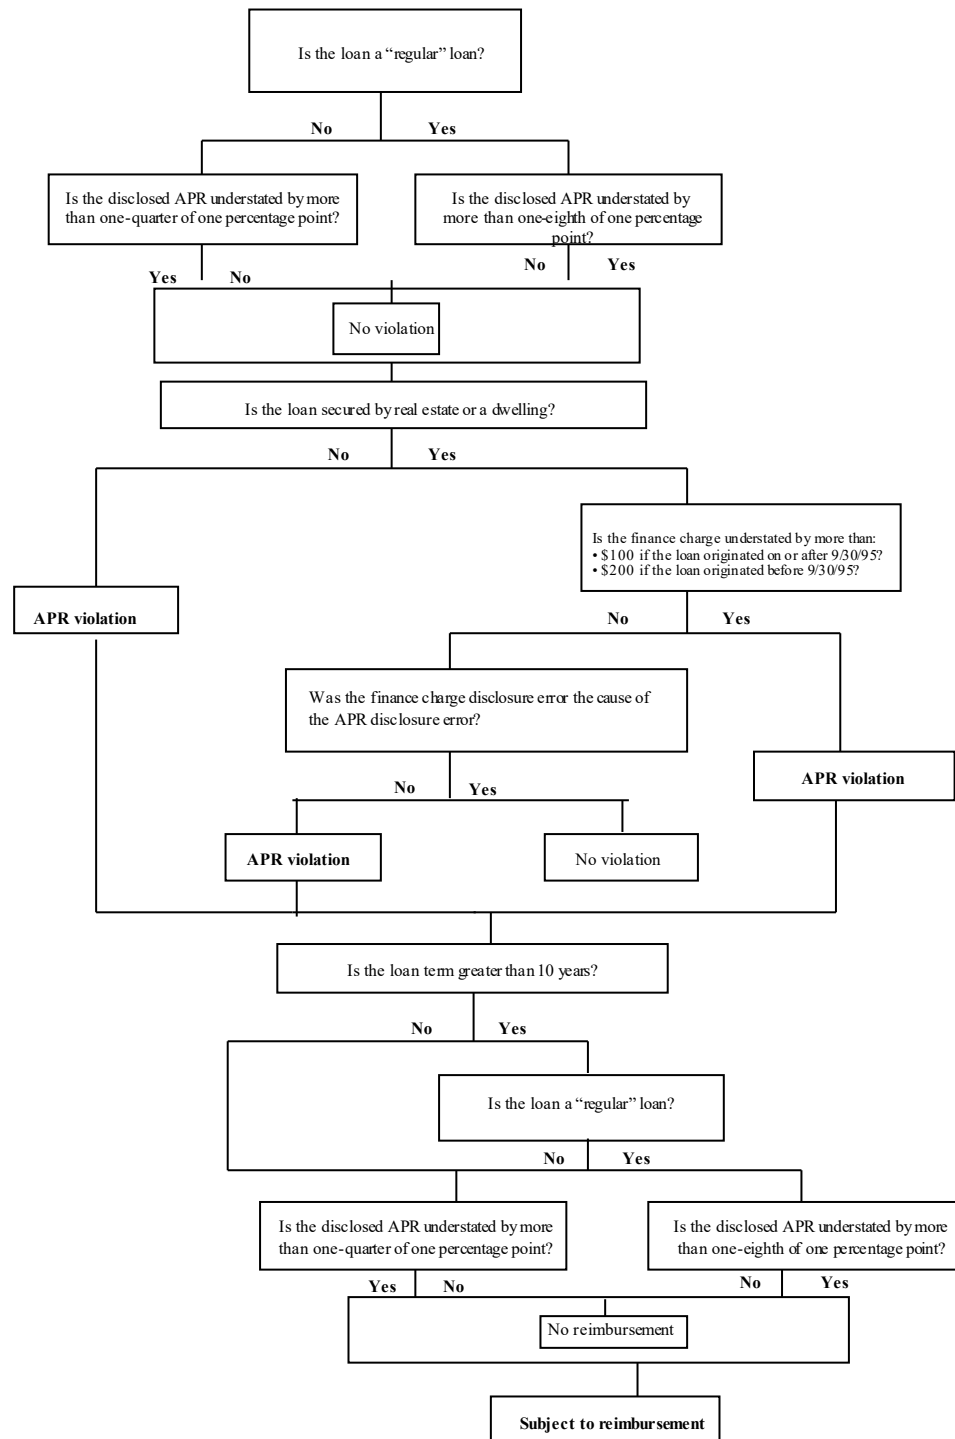 Is the loan a “regular” loan?
No Yes
Is the disclosed APR understated by more
than one-quarter of one percentage point?
Is the disclosed APR understated by
more than one-eighth of one percentage
point?
No Yes
Yes No
No violation
Is the loan secured by real estate or a dwelling?
No Yes
Is the finance charge understated by more than:
• $100 if the loan originated on or after 9/30/95?
• $200 if the loan originated before 9/30/95?
APR violation
No Yes
Was the finance charge disclosure error the cause of
the APR disclosure error?
APR violation
No Yes
APR violation
No violation
Is the loan term greater than 10 years?
No Yes
Is the loan a “regular” loan?
No Yes
Is the disclosed APR understated by more
than one-quarter of one percentage point?
Is the disclosed APR understated by more
than one-eighth of one percentage point?
Yes No
No Yes
No reimbursement
Subject to reimbursement